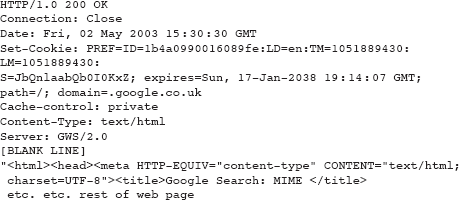 HTTP/1.0 200 OK
Connection: Close
Date: Fri, 02 May 2003 15:30:30 GMT
Set-Cookie: PREF=ID=1b4a0990016089fe:LD=en:TM=1051889430:
LM=1051889430:
S=JbQnlaabQb0I0KxZ; expires=Sun, 17-Jan-2038 19:14:07 GMT;
path=/; domain=.google.co.uk
Cache-control: private
Content-Type: text/html
Server: GWS/2.0
[BLANK LINE]
"<html><head><meta HTTP-EQUIV="content-type" CONTENT="text/html;
charset=UTF-8"><title>Google Search: MIME </title>
etc. etc. rest of web page